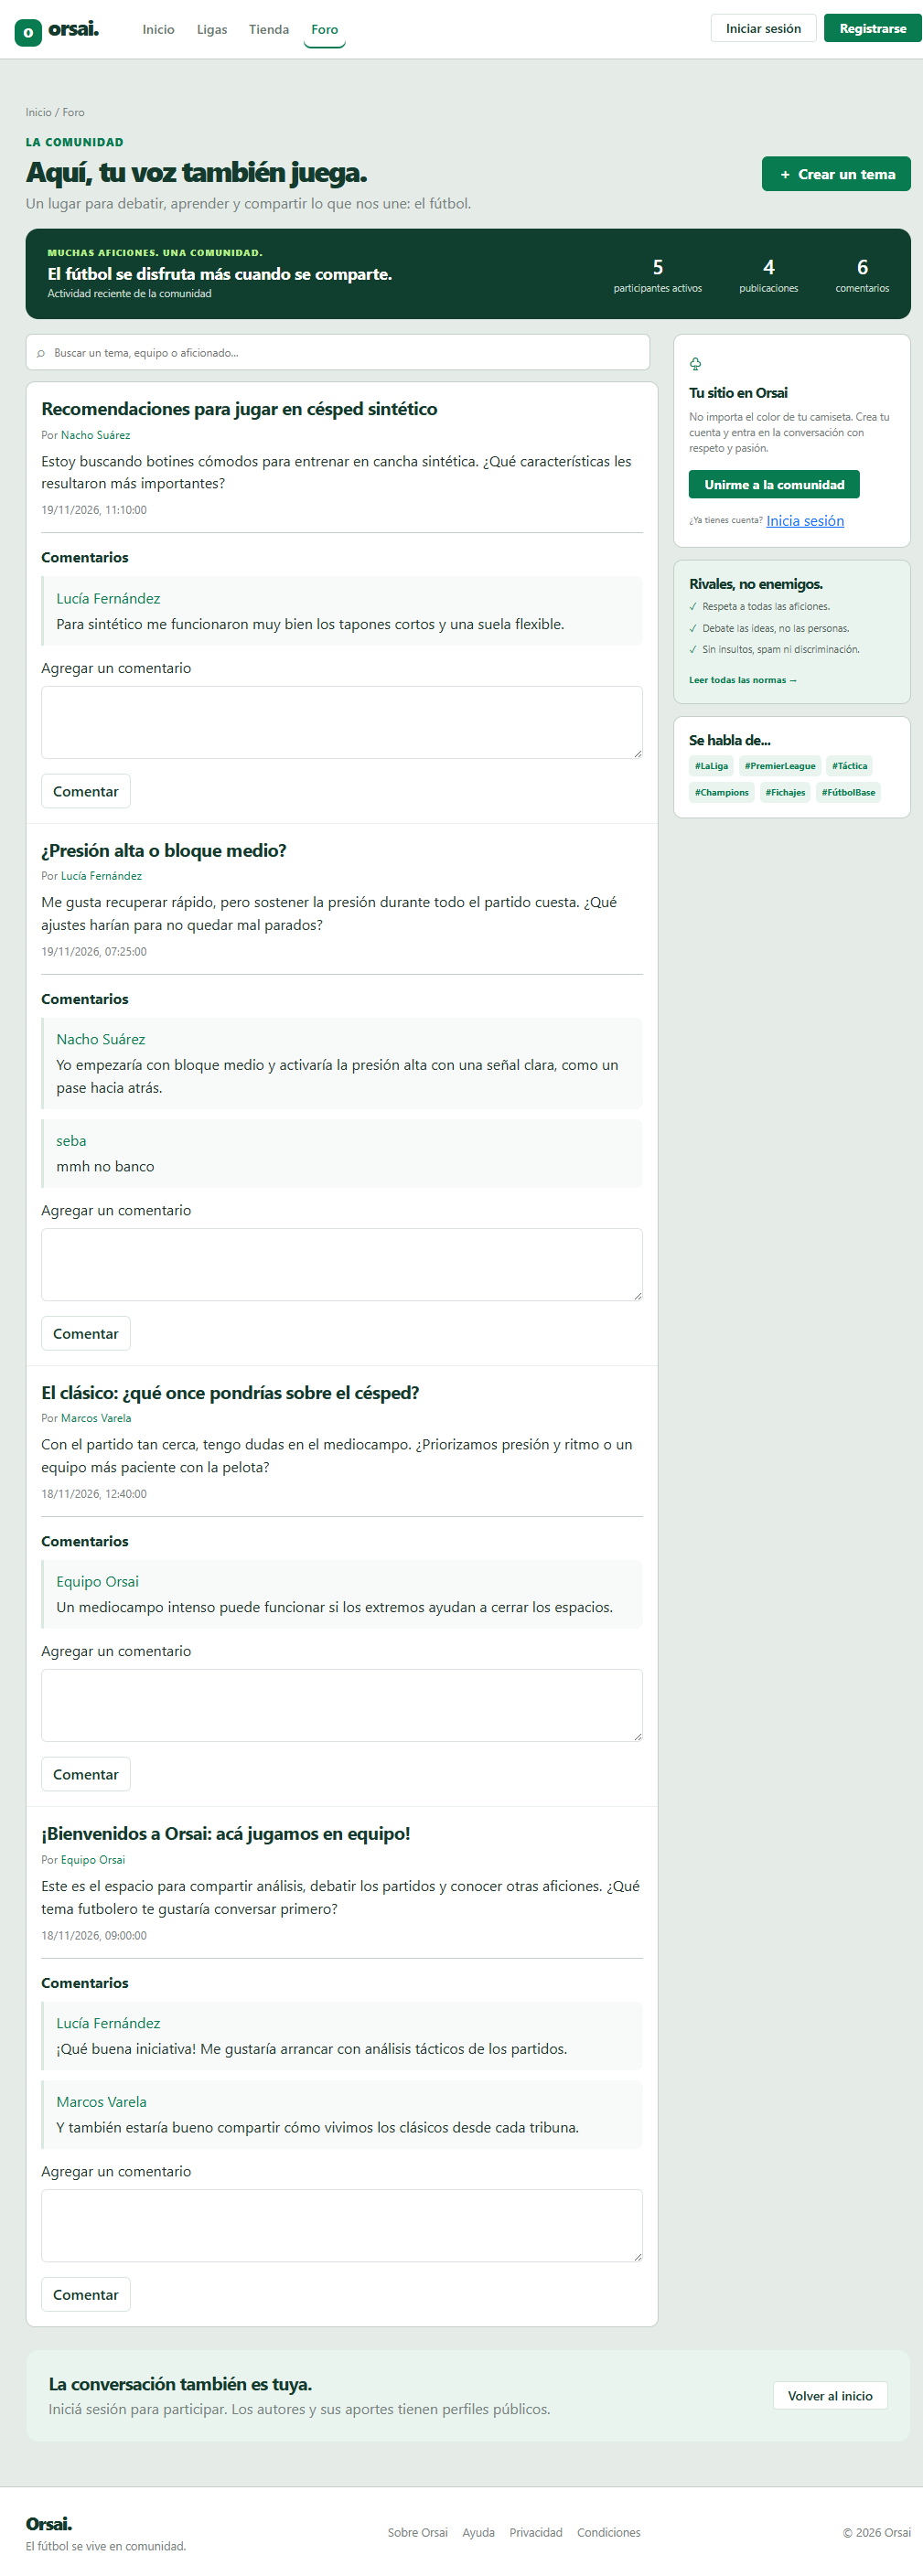 o orsai. Inicio Ligas Tienda Foro Iniciar sesión Registrarse
Inicio / Foro
LA COMUNIDAD
Aquí, tu voz también juega.
Un lugar para debatir, aprender y compartir lo que nos une: el fútbol.
+ Crear un tema
MUCHAS AFICIONES. UNA COMUNIDAD.
El fútbol se disfruta más cuando se comparte.
Actividad reciente de la comunidad
5
participantes activos
4
publicaciones
6
comentarios
Buscar un tema, equipo o aficionado...
Recomendaciones para jugar en césped sintético
Por Nacho Suárez
Estoy buscando botines cómodos para entrenar en cancha sintética. ¿Qué características les
resultaron más importantes?
19/11/2026, 11:10:00
Comentarios
Lucía Fernández
Para sintético me funcionaron muy bien los tapones cortos y una suela flexible.
Agregar un comentario
Comentar
¿Presión alta o bloque medio?
Por Lucía Fernández
Me gusta recuperar rápido, pero sostener la presión durante todo el partido cuesta. ¿Qué
ajustes harían para no quedar mal parados?
19/11/2026, 07:25:00
Comentarios
Nacho Suárez
Yo empezaría con bloque medio y activaría la presión alta con una señal clara, como un
pase hacia atrás.
seba
mmh no banco
Agregar un comentario
Comentar
El clásico: ¿qué once pondrías sobre el césped?
Por Marcos Varela
Con el partido tan cerca, tengo dudas en el mediocampo. ¿Priorizamos presión y ritmo o un
equipo más paciente con la pelota?
18/11/2026, 12:40:00
Comentarios
Equipo Orsai
Un mediocampo intenso puede funcionar si los extremos ayudan a cerrar los espacios.
Agregar un comentario
Comentar
¡Bienvenidos a Orsai: acá jugamos en equipo!
Por Equipo Orsai
Este es el espacio para compartir análisis, debatir los partidos y conocer otras aficiones. ¿Qué
tema futbolero te gustaría conversar primero?
18/11/2026, 09:00:00
Comentarios
Lucía Fernández
¡Qué buena iniciativa! Me gustaría arrancar con análisis tácticos de los partidos.
Marcos Varela
Y también estaría bueno compartir cómo vivimos los clásicos desde cada tribuna.
Agregar un comentario
Comentar
Tu sitio en Orsai
No importa el color de tu camiseta. Crea tu
cuenta y entra en la conversación con
respeto y pasión.
Unirme a la comunidad
¿Ya tienes cuenta? Inicia sesión
Rivales, no enemigos.
✓ Respeta a todas las aficiones.
✓ Debate las ideas, no las personas.
✓ Sin insultos, spam ni discriminación.
Leer todas las normas →
Se habla de...
#LaLiga #PremierLeague #Táctica
#Champions #Fichajes #FútbolBase
La conversación también es tuya.
Iniciá sesión para participar. Los autores y sus aportes tienen perfiles públicos.
Volver al inicio
Orsai.
El fútbol se vive en comunidad.
Sobre Orsai Ayuda Privacidad Condiciones
© 2026 Orsai